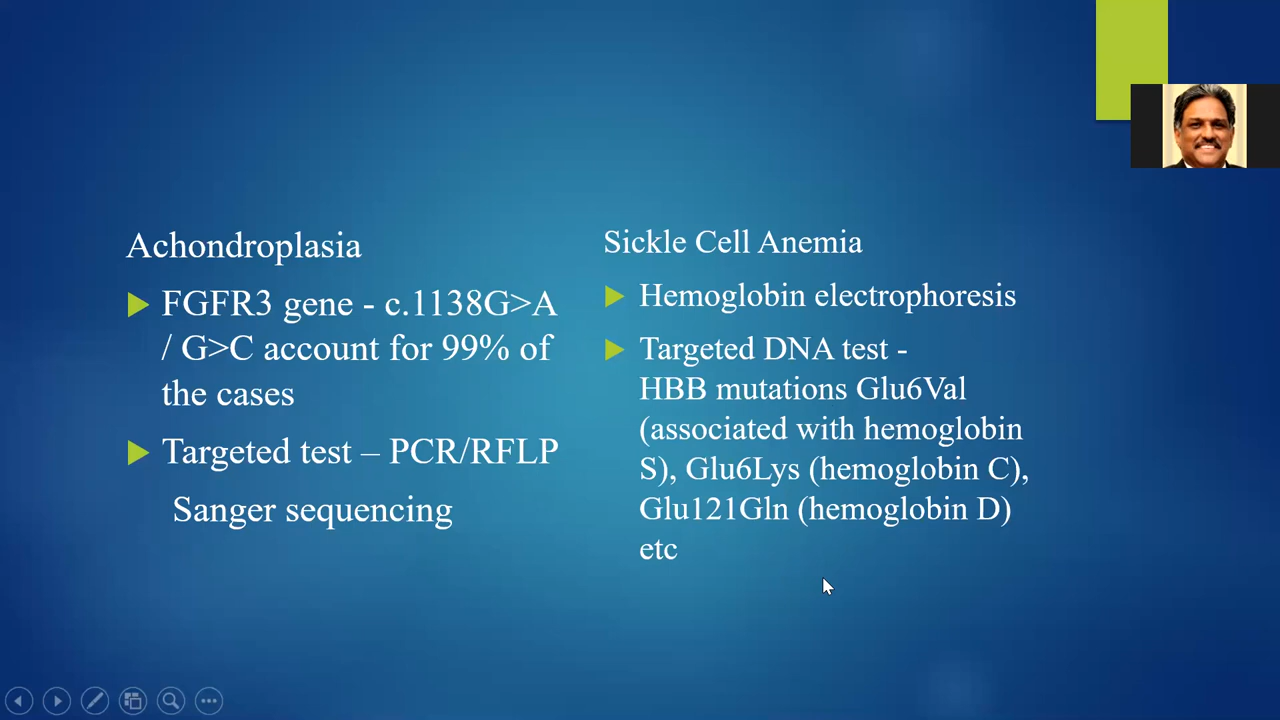 Achondroplasia
FGFR3 gene - c.1138G>A
/ G>C account for 99% of
the cases
Targeted test – PCR/RFLP
Sanger sequencing
Sickle Cell Anemia
Hemoglobin electrophoresis
Targeted DNA test -
HBB mutations Glu6Val
(associated with hemoglobin
S), Glu6Lys (hemoglobin C),
Glu121Gln (hemoglobin D)
etc